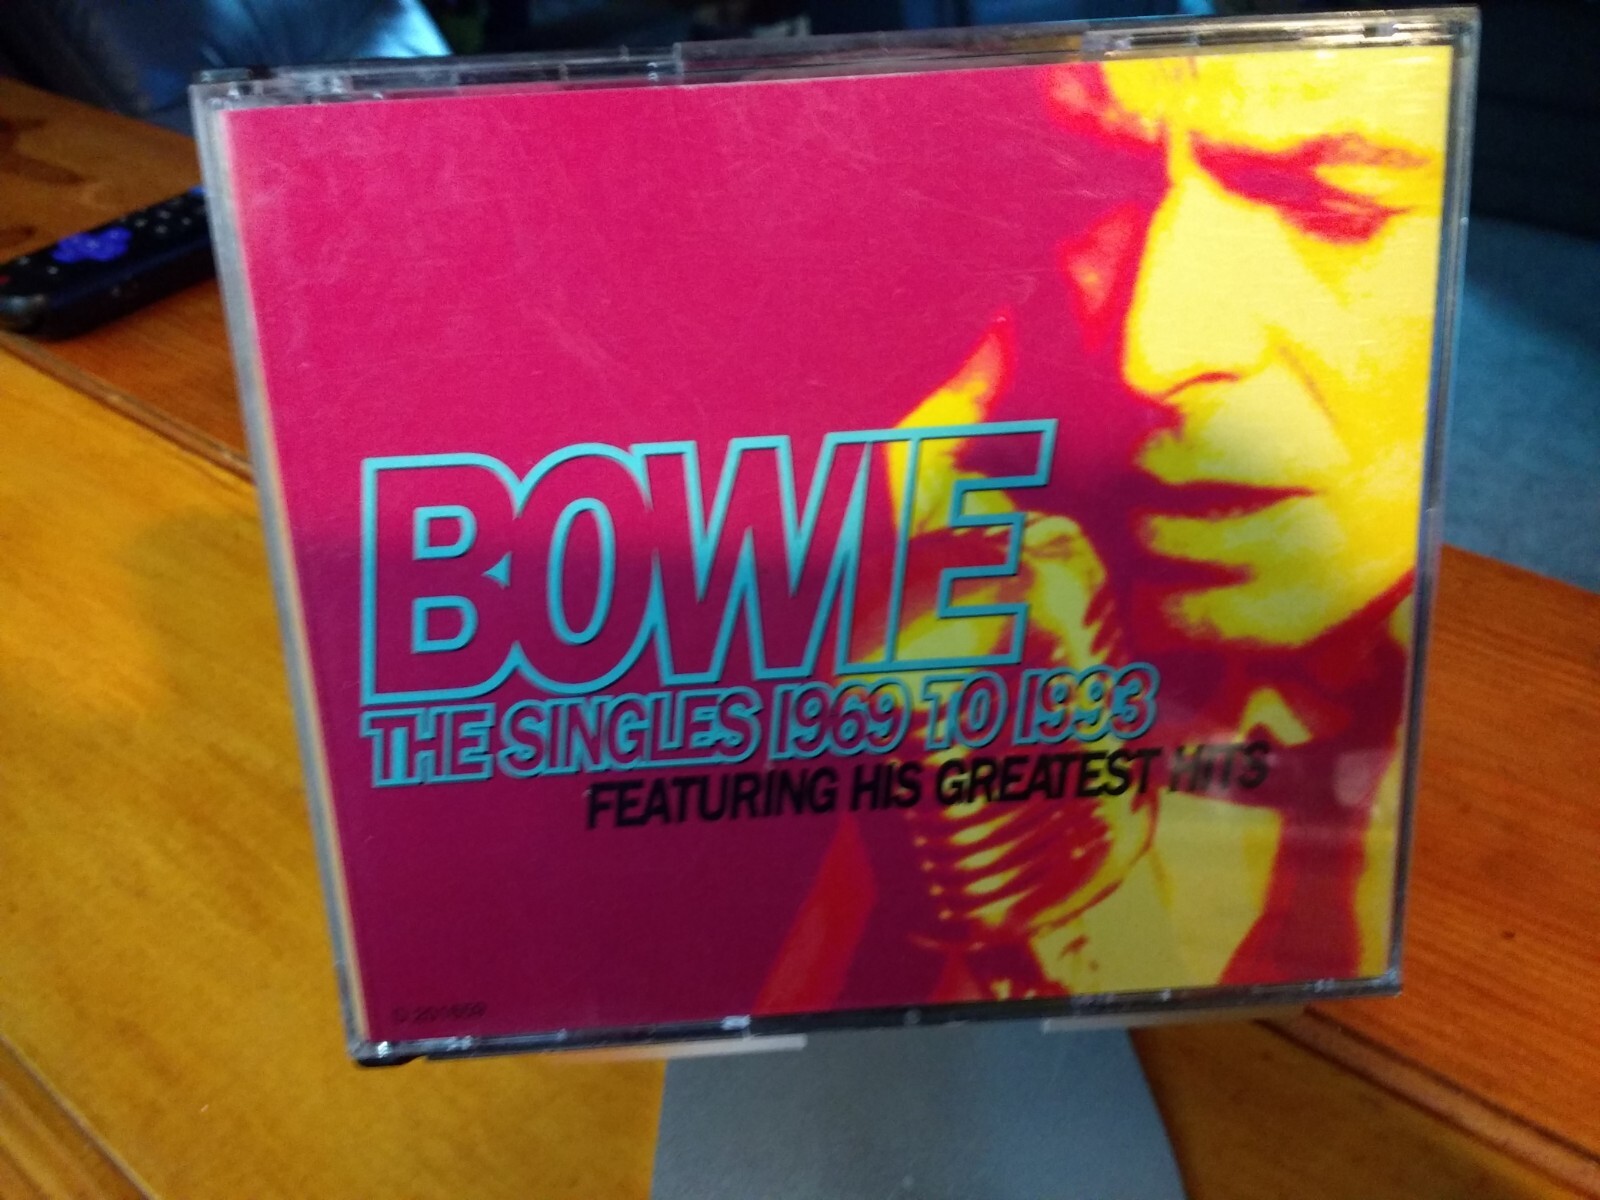 BOWIE
THE SINGLES 1969 TO 1993
FEATURING HIS GREATEST HITS